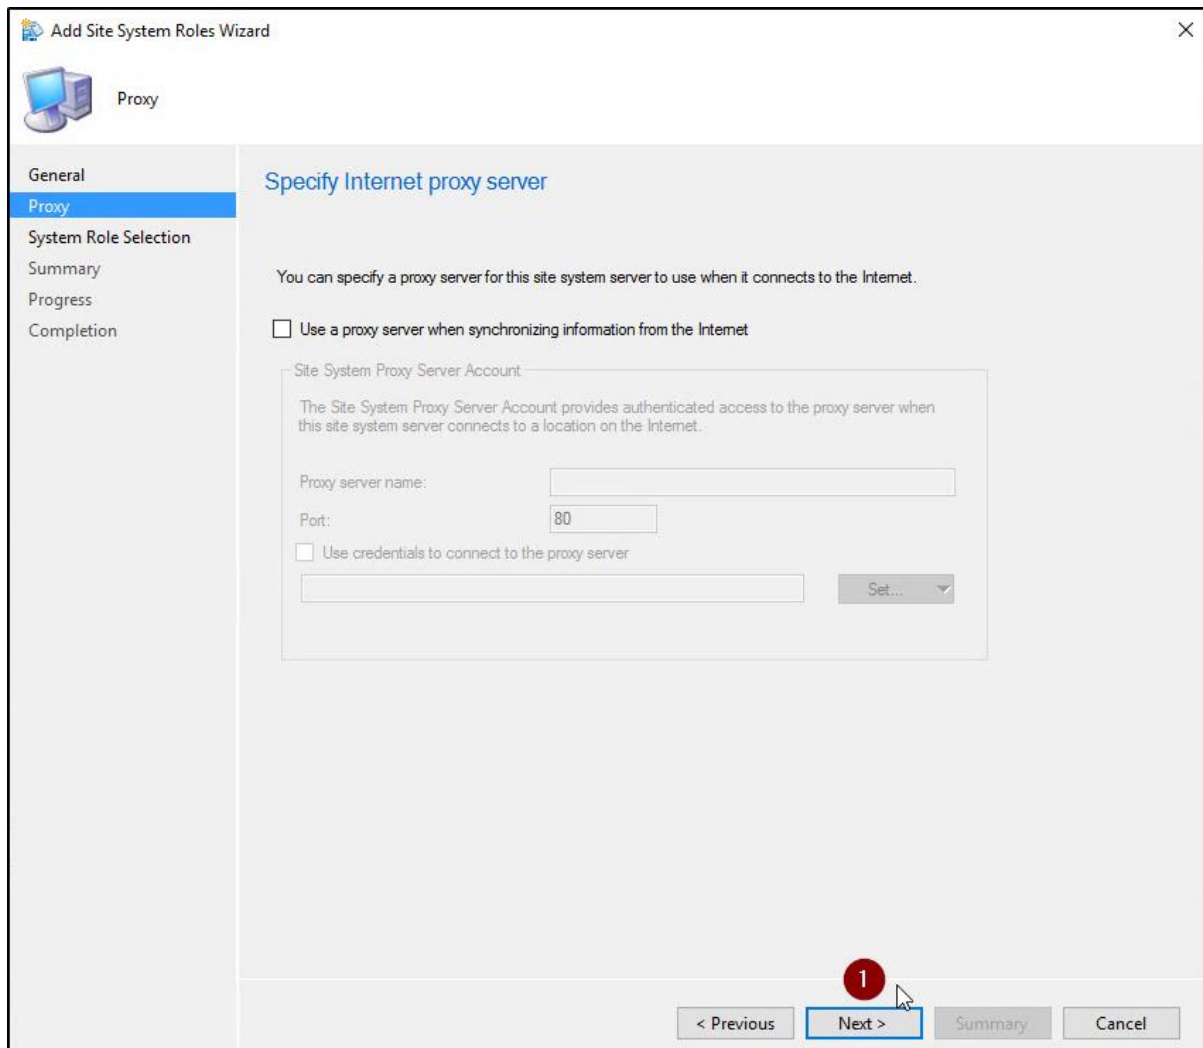 Add Site System Roles Wizard
Proxy
General
Proxy
System Role Selection
Summary
Progress
Completion
Specify Internet proxy server
You can specify a proxy server for this site system server to use when it connects to the Internet.
Use a proxy server when synchronizing information from the Internet
Site System Proxy Server Account
The Site System Proxy Server Account provides authenticated access to the proxy server when
this site system server connects to a location on the Internet.
Proxy server name:
Port:
80
Use credentials to connect to the proxy server
Set...
1
< Previous
Next >
Summary
Cancel